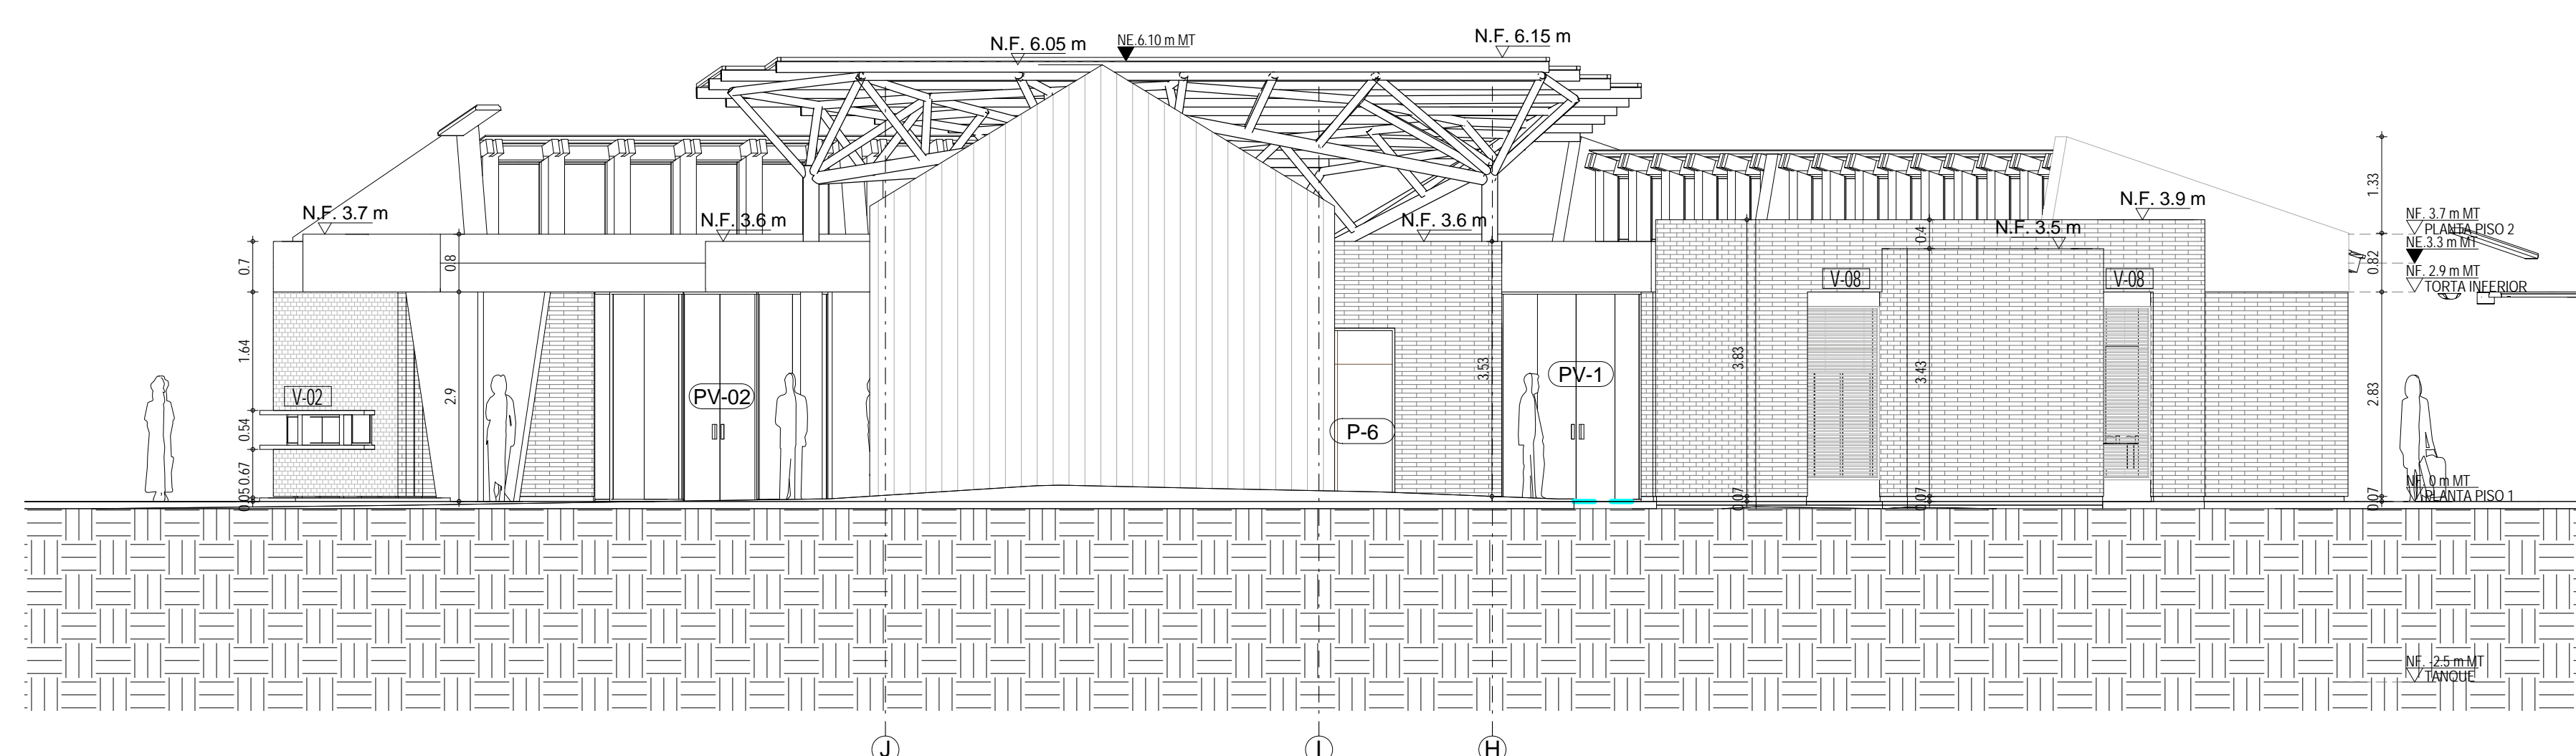 N.F. 6.05 m
NE.6.10 m MT
N.F. 6.15 m
N.F. 3.7 m
N.F. 3.6 m
N.F. 3.6 m
N.F. 3.9 m
N.F. 3.5 m
1.33
NF. 3.7 m MT
PLANTA PISO 2
NE.3.3 m MT
0.82
NF. 2.9 m MT
TORTA INFERIOR
0.7
0.8
0.4
V-08
V-08
1.64
2.9
V-02
PV-02
3.53
PV-1
3.83
3.43
2.83
0.54
P-6
0.67
0.05
0.07
0.07
0.07
NF. 0 m MT
PLANTA PISO 1
NF. -2.5 m MT
TANQUE
J
I
H